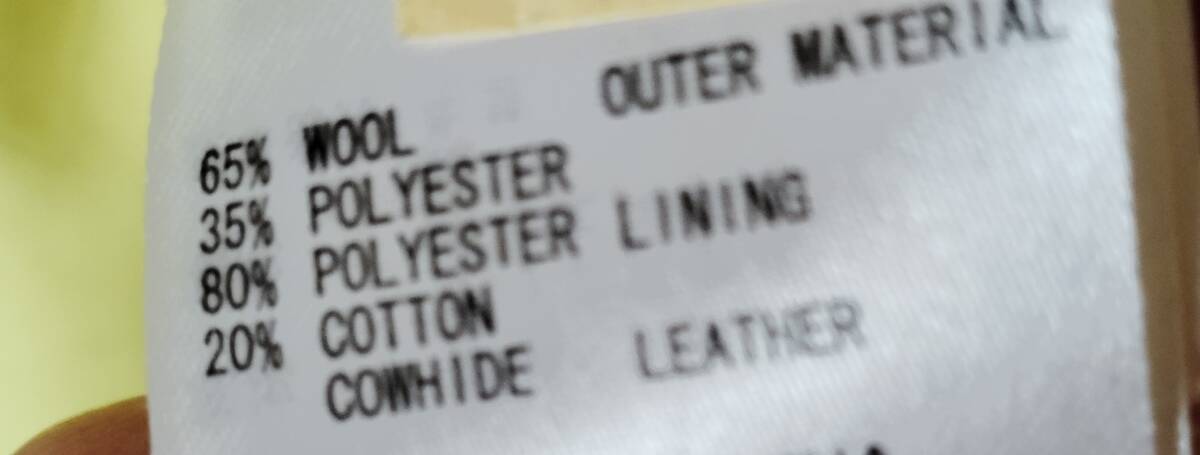 65% WOOL OUTER MATERIAL
35% POLYESTER
80% POLYESTER LINING
20% COTTON
COWHIDE LEATHER